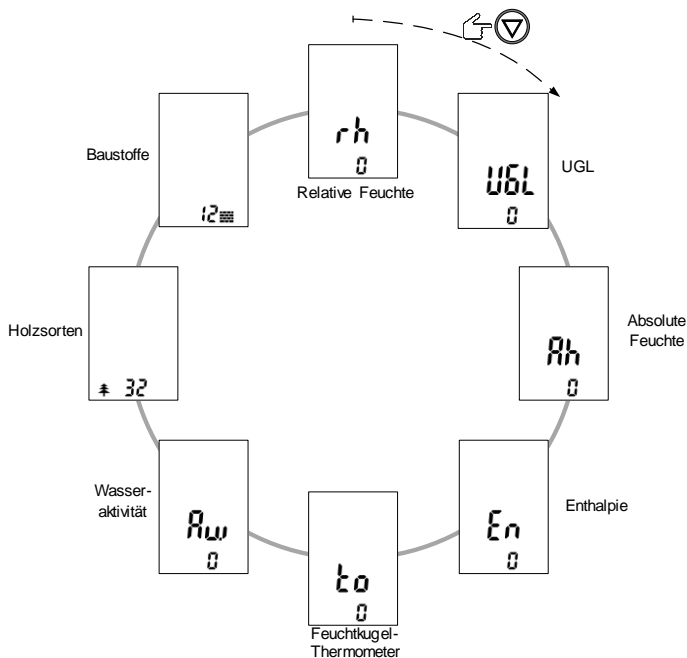 rh
0
Relative Feuchte
UGL
0
UGL
Ah
0
Absolute
Feuchte
En
0
Enthalpie
to
0
Feuchtkugel-
Thermometer
Aw
0
Wasser-
aktivität
32
Holzsorten
12
Baustoffe